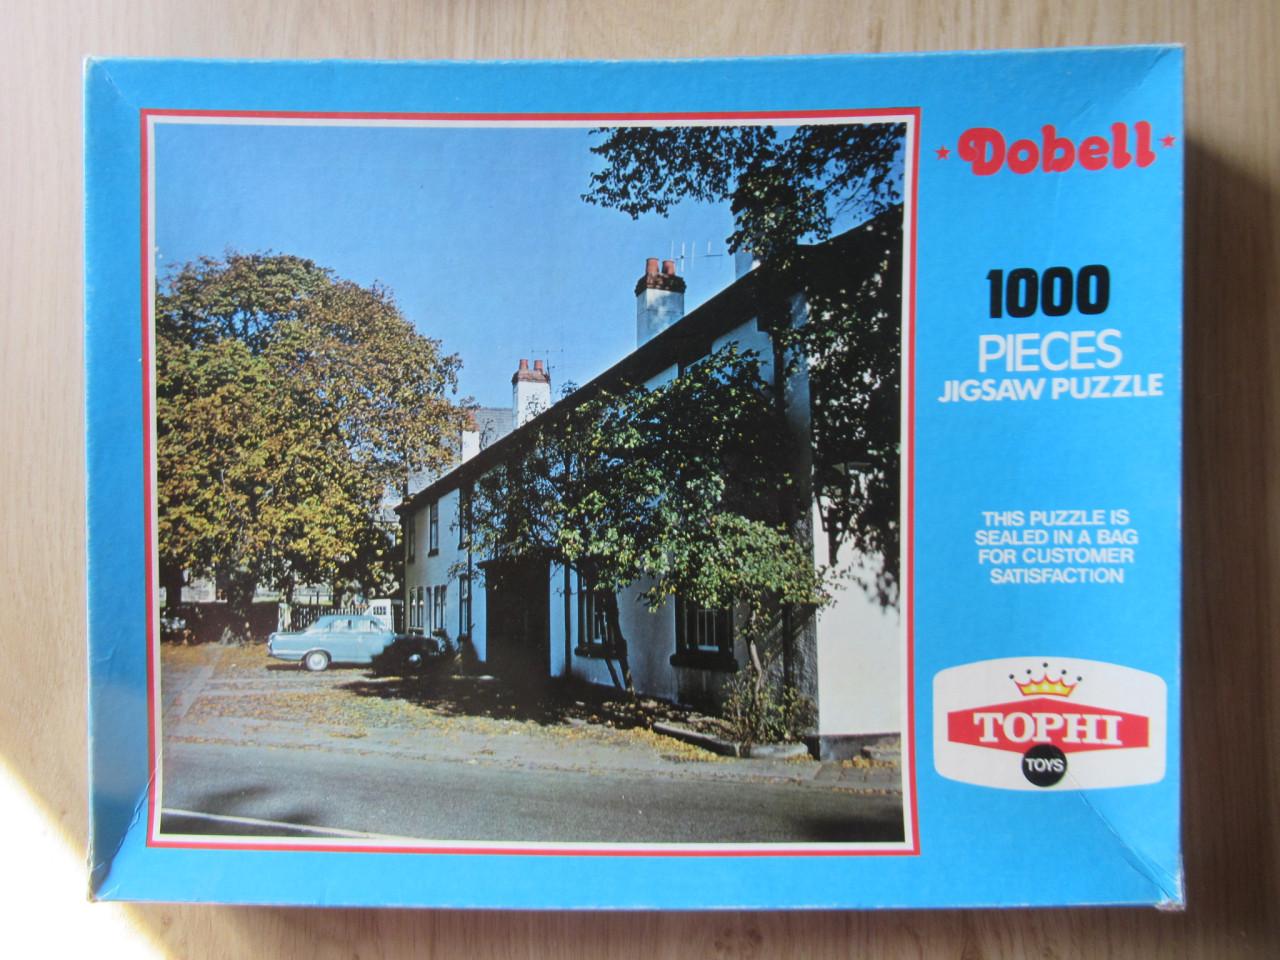 Dobell
1000
PIECES
JIGSAW PUZZLE
THIS PUZZLE IS
SEALED IN A BAG
FOR CUSTOMER
SATISFACTION
TOPHI
TOYS